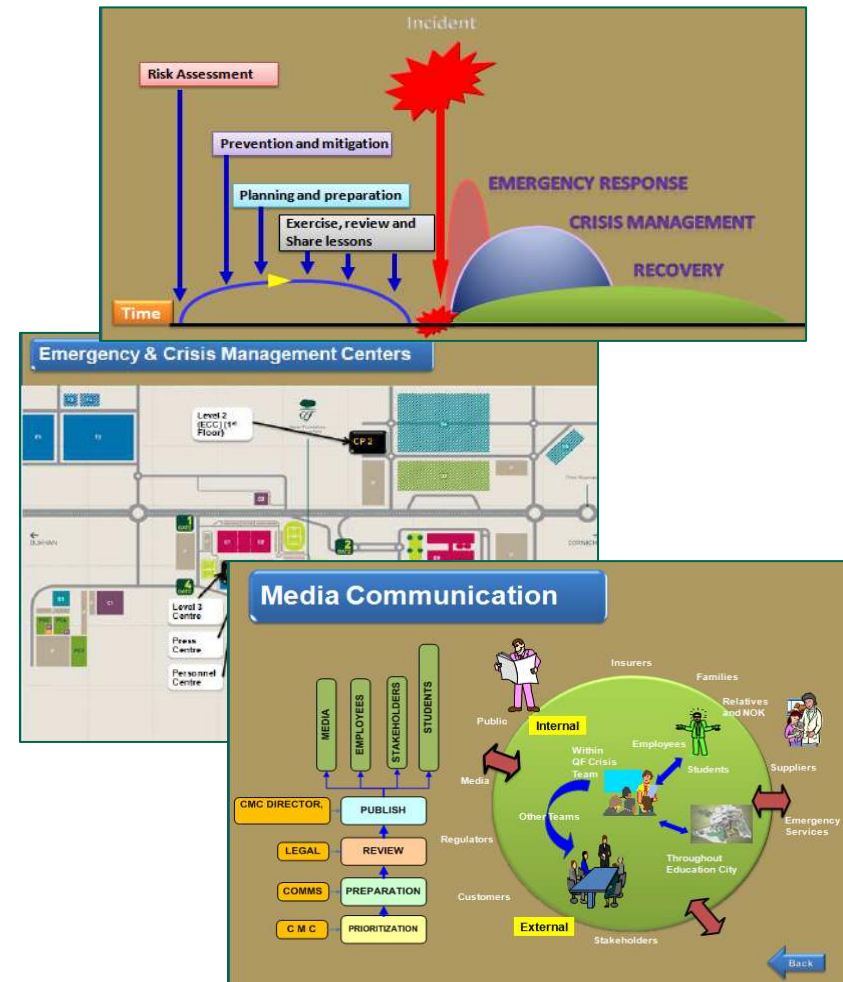 Incident
Risk Assessment
Prevention and mitigation
Planning and preparation
Exercise, review and
Share lessons
EMERGENCY RESPONSE
CRISIS MANAGEMENT
RECOVERY
Time
Emergency & Crisis Management Centers
Level 2
(ECC) (1st
Floor)
CP 2
1
2
4
Level 3
Centre
Press
Centre
Personnel
Centre
Media Communication
MEDIA
EMPLOYEES
STAKEHOLDERS
STUDENTS
CMC DIRECTOR,
PUBLISH
LEGAL
REVIEW
COMMS
PREPARATION
C M C
PRIORITIZATION
Insurers
Families
Relatives
and NOK
Public
Internal
Employees
Within
QF Crisis
Team
Students
Suppliers
Media
Other Teams
Emergency
Services
Regulators
Throughout
Education City
Customers
External
Stakeholders
Back